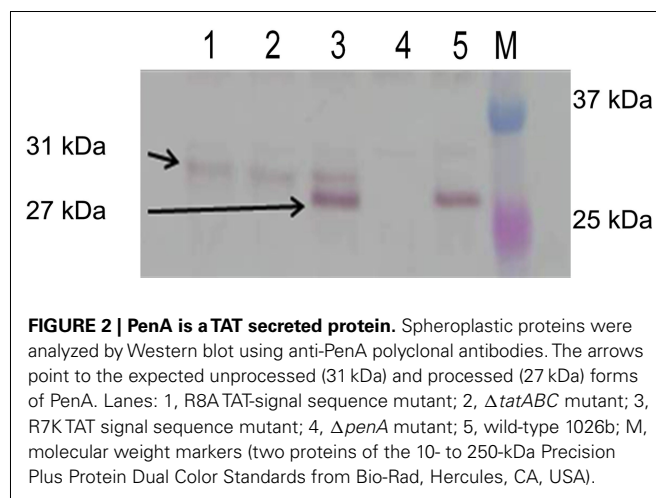 1 2 3 4 5 M
37 kDa
31 kDa
27 kDa
25 kDa
FIGURE 2 | PenA is a TAT secreted protein. Spheroplastic proteins were
analyzed by Western blot using anti-PenA polyclonal antibodies. The arrows
point to the expected unprocessed (31 kDa) and processed (27 kDa) forms
of PenA. Lanes: 1, R8A TAT-signal sequence mutant; 2, ΔtatABC mutant; 3,
R7K TAT signal sequence mutant; 4, ΔpenA mutant; 5, wild-type 1026b; M,
molecular weight markers (two proteins of the 10- to 250-kDa Precision
Plus Protein Dual Color Standards from Bio-Rad, Hercules, CA, USA).